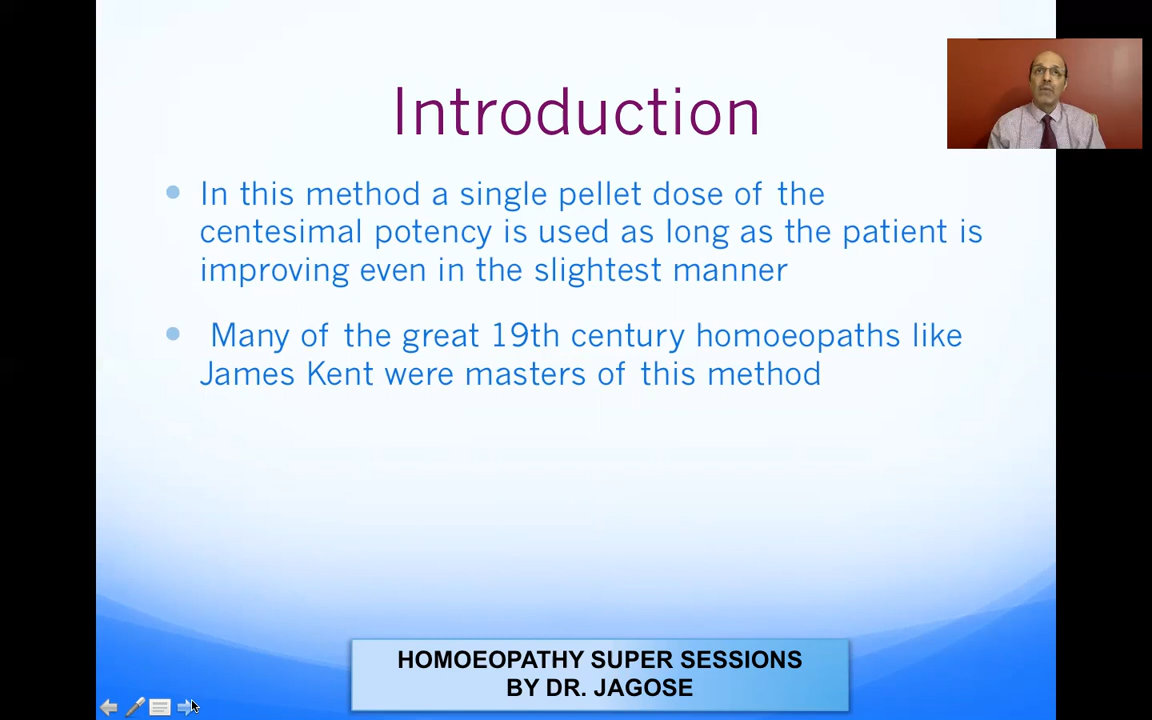 Introduction
In this method a single pellet dose of the
centesimal potency is used as long as the patient is
improving even in the slightest manner
Many of the great 19th century homoeopaths like
James Kent were masters of this method
HOMOEOPATHY SUPER SESSIONS
BY DR. JAGOSE